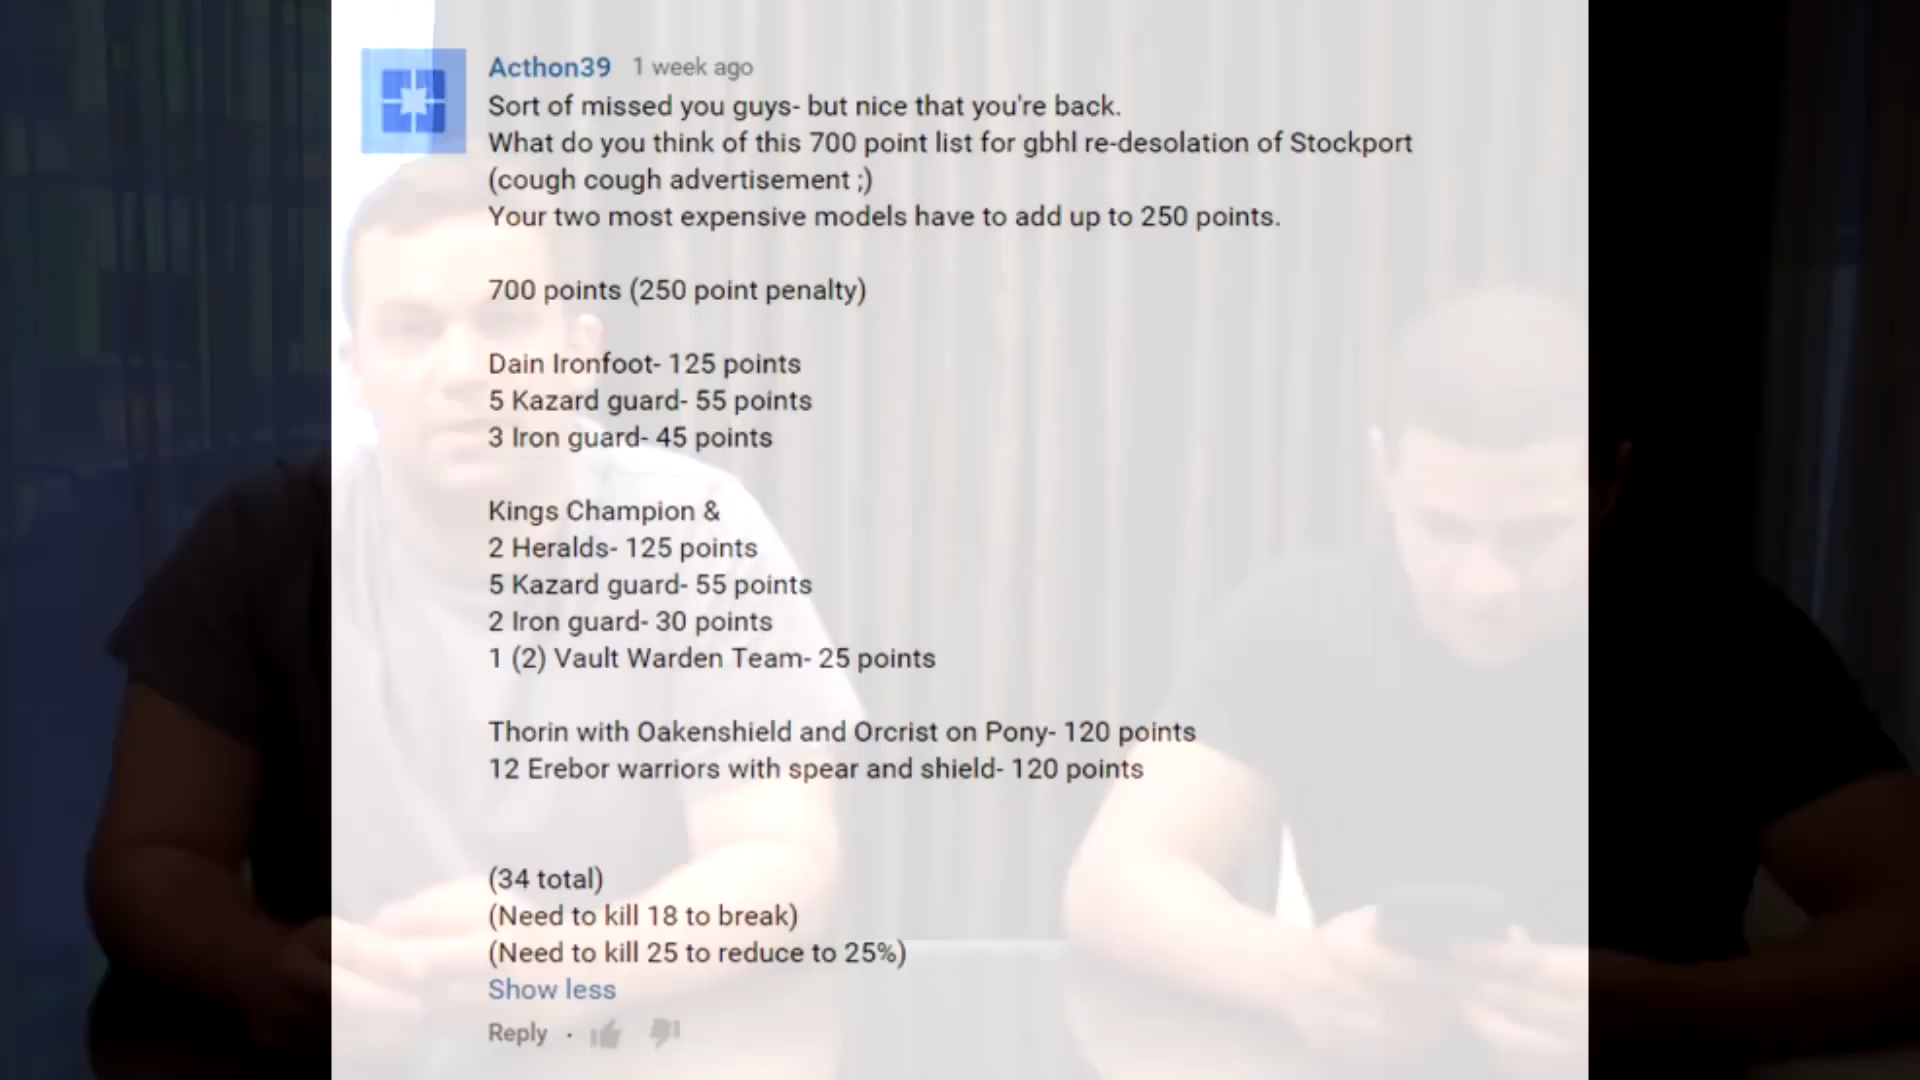 Acthon39 1 week ago
Sort of missed you guys- but nice that you're back.
What do you think of this 700 point list for gbhl re-desolation of Stockport
(cough cough advertisement ;)
Your two most expensive models have to add up to 250 points.
700 points (250 point penalty)
Dain Ironfoot- 125 points
5 Kazard guard- 55 points
3 Iron guard- 45 points
Kings Champion &
2 Heralds- 125 points
5 Kazard guard- 55 points
2 Iron guard- 30 points
1 (2) Vault Warden Team- 25 points
Thorin with Oakenshield and Orcrist on Pony- 120 points
12 Erebor warriors with spear and shield- 120 points
(34 total)
(Need to kill 18 to break)
(Need to kill 25 to reduce to 25%)
Show less
Reply ·